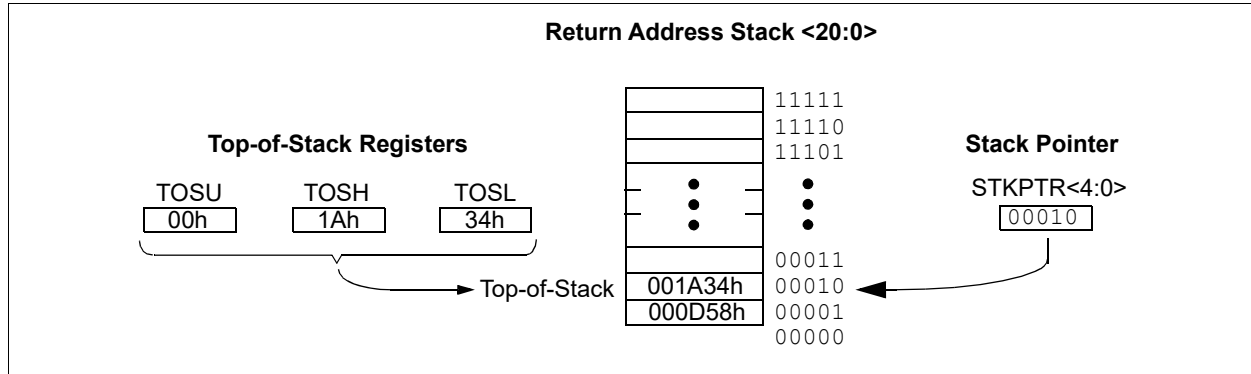 Return Address Stack <20:0>
11111
11110
11101
Top-of-Stack Registers
Stack Pointer
TOSU TOSH TOSL
STKPTR<4:0>
00h 1Ah 34h
00010
00011
Top-of-Stack 001A34h 00010
000D58h 00001
00000